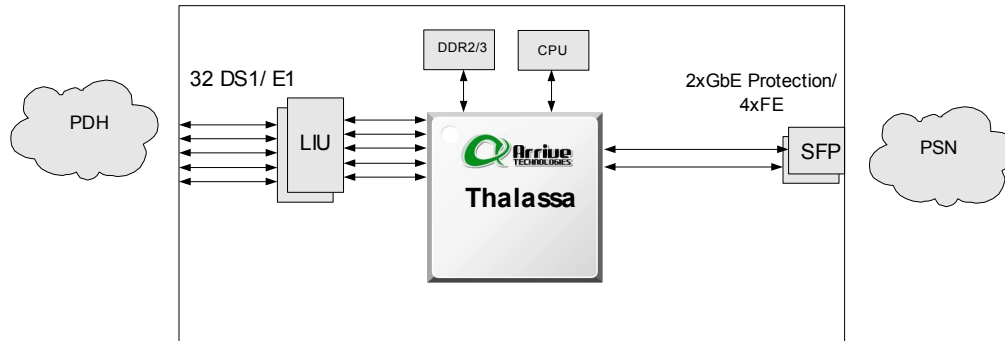 DDR2/3
CPU
32 DS1/ E1
2xGbE Protection/
4xFE
PDH
LIU
Arrive
TECHNOLOGIES
Thalassa
SFP
PSN